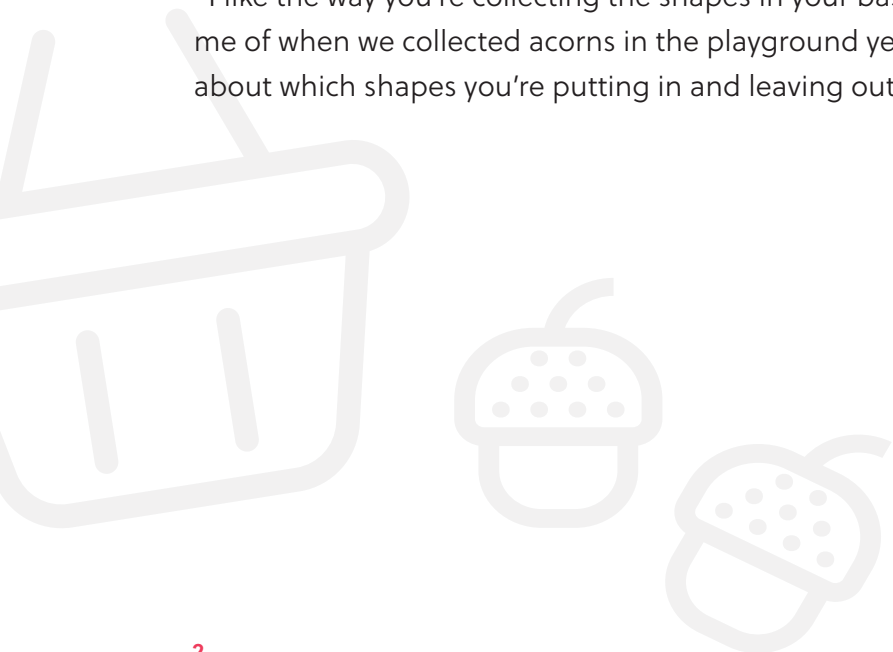 I like the way you're collecting the shapes in your
me of when we collected acorns in the playground
about which shapes you're putting in and leaving out
2